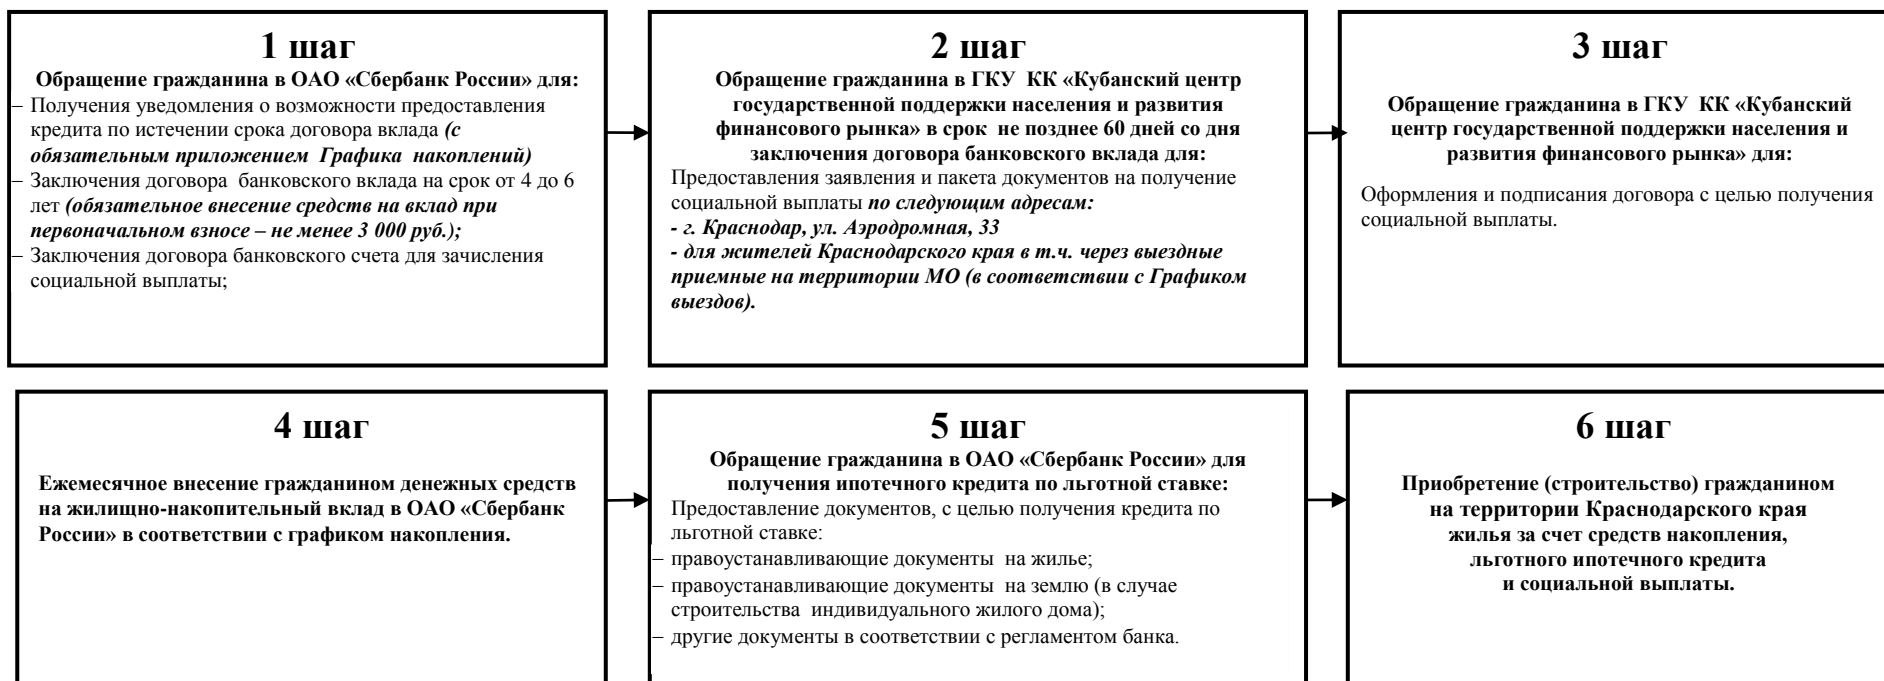 1 шаг
Обращение гражданина в ОАО «Сбербанк России» для:
– Получения уведомления о возможности предоставления
кредита по истечении срока договора вклада (с
обязательным приложением Графика накоплений)
– Заключения договора банковского вклада на срок от 4 до 6
лет (обязательное внесение средств на вклад при
первоначальном взносе – не менее 3 000 руб.);
– Заключения договора банковского счета для зачисления
социальной выплаты;
2 шаг
Обращение гражданина в ГКУ КК «Кубанский центр
государственной поддержки населения и развития
финансового рынка» в срок не позднее 60 дней со дня
заключения договора банковского вклада для:
Предоставления заявления и пакета документов на получение
социальной выплаты по следующим адресам:
- г. Краснодар, ул. Аэродромная, 33
- для жителей Краснодарского края в т.ч. через выездные
приемные на территории МО (в соответствии с Графиком
выездов).
3 шаг
Обращение гражданина в ГКУ КК «Кубанский
центр государственной поддержки населения и
развития финансового рынка» для:
Оформления и подписания договора с целью получения
социальной выплаты.
4 шаг
Ежемесячное внесение гражданином денежных средств
на жилищно-накопительный вклад в ОАО «Сбербанк
России» в соответствии с графиком накопления.
5 шаг
Обращение гражданина в ОАО «Сбербанк России» для
получения ипотечного кредита по льготной ставке:
Предоставление документов, с целью получения кредита по
льготной ставке:
– правоустанавливающие документы на жилье;
– правоустанавливающие документы на землю (в случае
строительства индивидуального жилого дома);
– другие документы в соответствии с регламентом банка.
6 шаг
Приобретение (строительство) гражданином
на территории Краснодарского края
жилья за счет средств накопления,
льготного ипотечного кредита
и социальной выплаты.